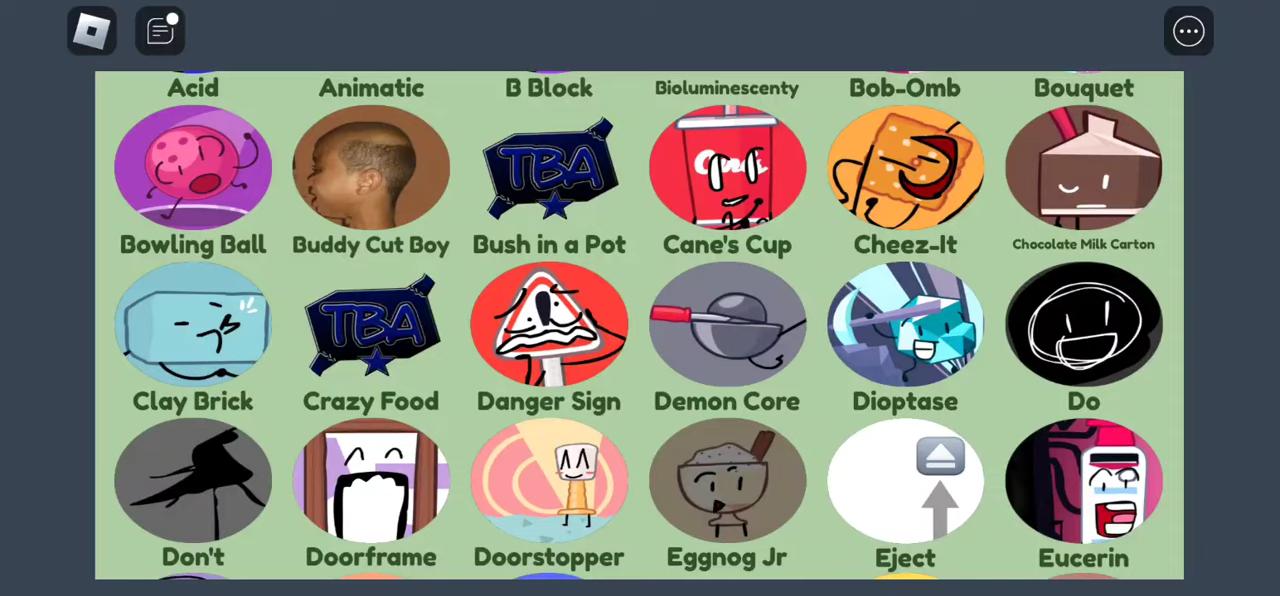 Acid Animatic B Block Bioluminescenty Bob-Omb Bouquet
TBA
Bowling Ball Buddy Cut Boy Bush in a Pot Cane's Cup Cheez-It Chocolate Milk Carton
TBA
Clay Brick Crazy Food Danger Sign Demon Core Dioptase Do
Don't Doorframe Doorstopper Eggnog Jr Eject Eucerin